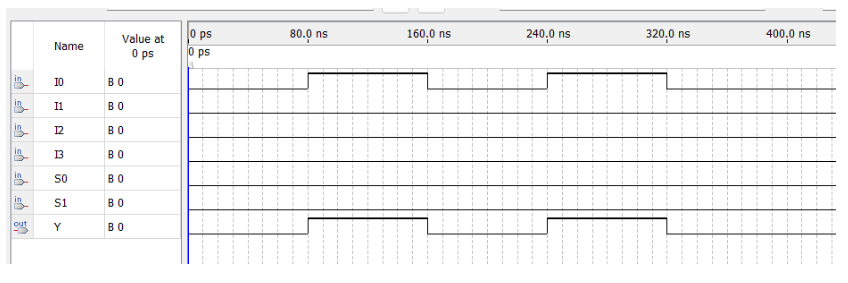 Name Value at 0 ps 0 ps 80.0 ns 160.0 ns 240.0 ns 320.0 ns 400.0 ns
0 ps
in I0 B 0
in I1 B 0
in I2 B 0
in I3 B 0
in S0 B 0
in S1 B 0
out Y B 0